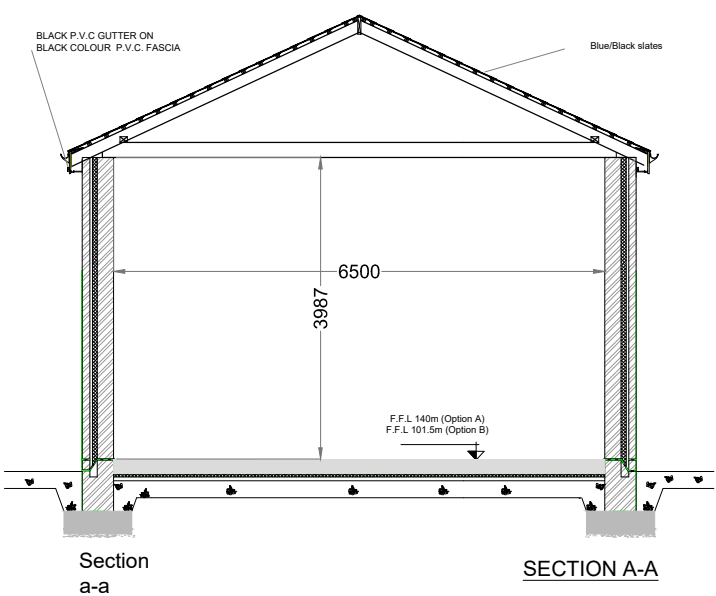 BLACK P.V.C GUTTER ON
BLACK COLOUR P.V.C. FASCIA
Blue/Black slates
6500
3987
F.F.L 140m (Option A)
F.F.L 101.5m (Option B)
Section
a-a
SECTION A-A